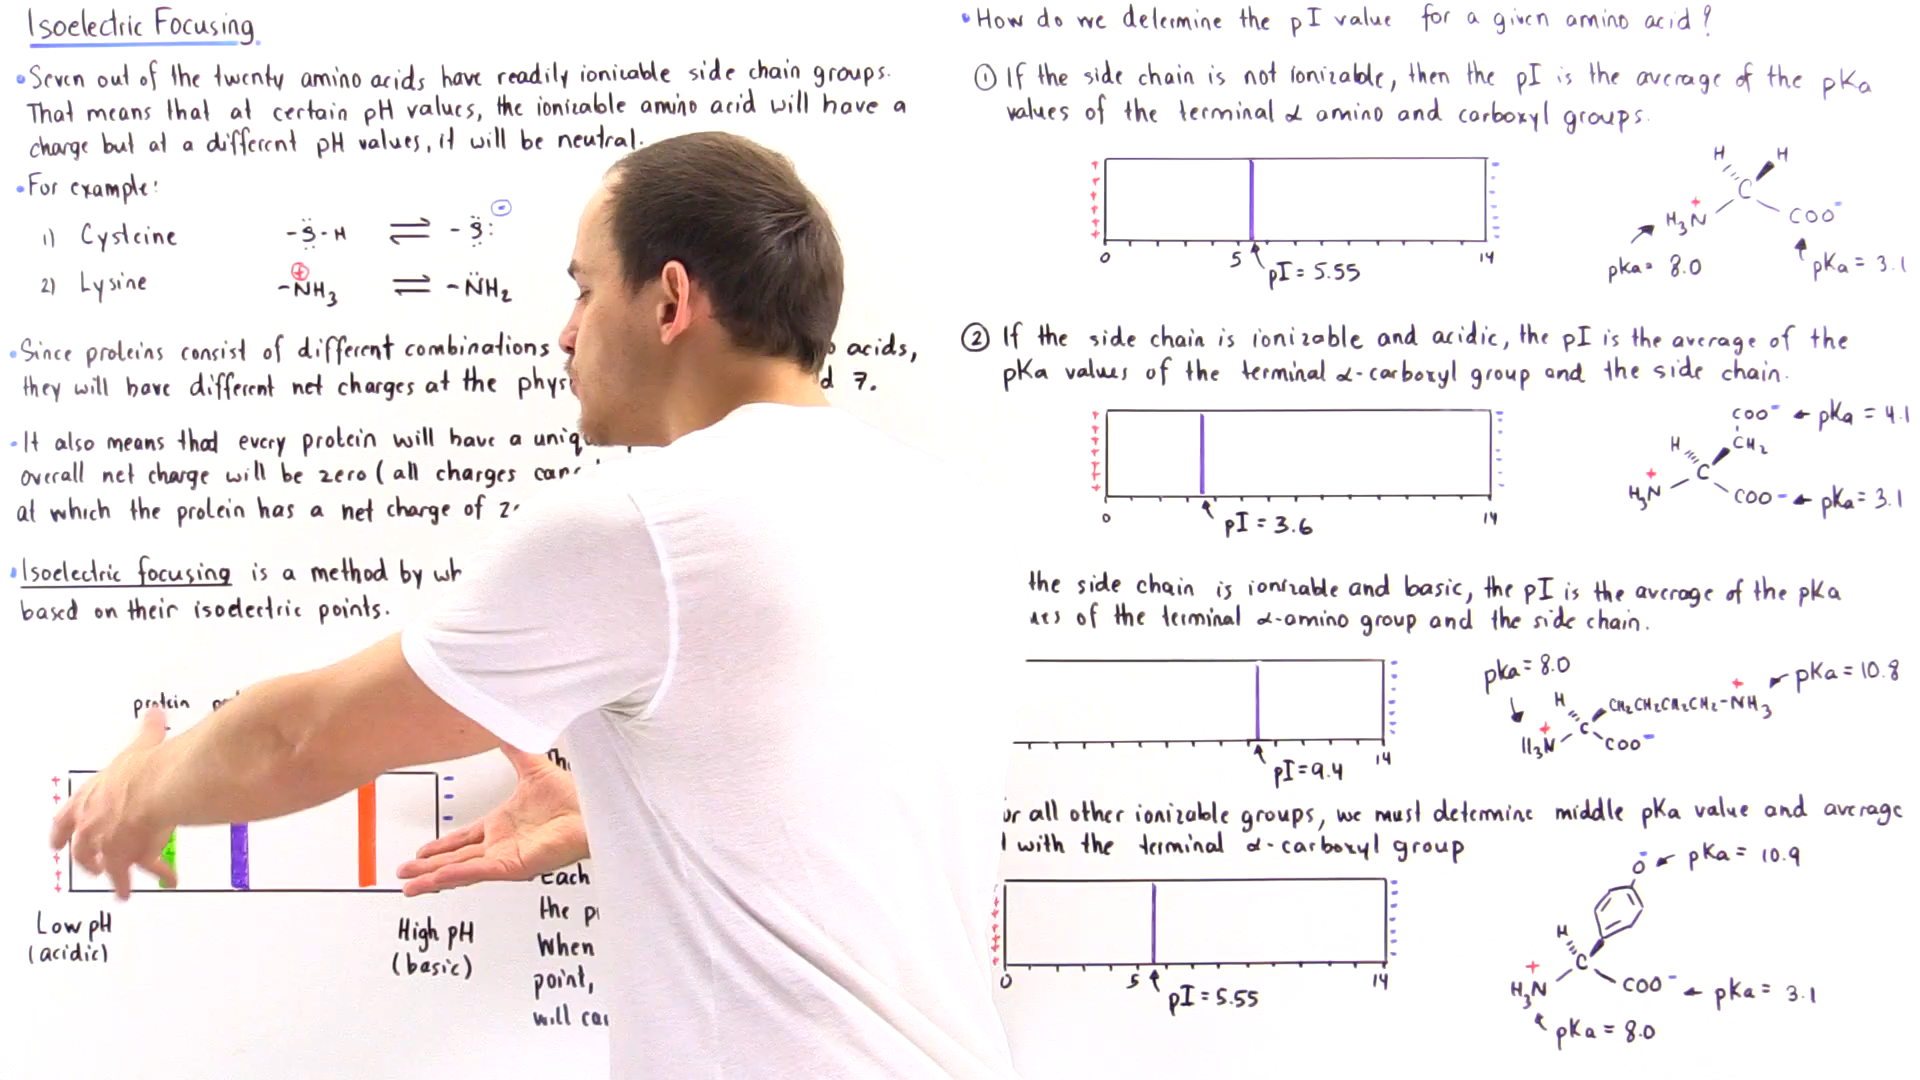 Isoelectric Focusing
• Seven out of the twenty amino acids have readily ionizable side chain groups.
That means that at certain pH values, the ionizable amino acid will have a
charge but at a different pH values, it will be neutral.
• For example:
1) Cysteine -S-H ⇌ -S: -
2) Lysine -NH3 + ⇌ -NH2
• Since proteins consist of different combinations acids,
they will have different net charges at the phys d 7.
• It also means that every protein will have a uniq
overall net charge will be zero (all charges canc
at which the protein has a net charge of
• Isoelectric focusing is a method by wh
based on their isoelectric points.
protein
+ + + + -  - -
Low pH
(acidic)
High pH
(basic)
Th
Each
the p
When
point,
will ca
• How do we determine the pI value for a given amino acid?
① If the side chain is not ionizable, then the pI is the average of the pKa
values of the terminal α amino and carboxyl groups.
0 5 14
pI = 5.55
H H
C
H3N + COO-
pKa = 8.0 pKa = 3.1
② If the side chain is ionizable and acidic, the pI is the average of the
pKa values of the terminal α-carboxyl group and the side chain.
0 14
pI = 3.6
COO- pKa = 4.1
H CH2
C
H3N + COO- pKa = 3.1
the side chain is ionizable and basic, the pI is the average of the pKa
ues of the terminal α-amino group and the side chain.
14
pI = 9.4
pKa = 8.0 pKa = 10.8
H CH2CH2CH2CH2-NH3 +
C
H3N + COO-
or all other ionizable groups, we must determine middle pKa value and average
with the terminal α-carboxyl group
0 5 14
pI = 5.55
O- pKa = 10.9
H
C
H3N + COO- pKa = 3.1
pKa = 8.0